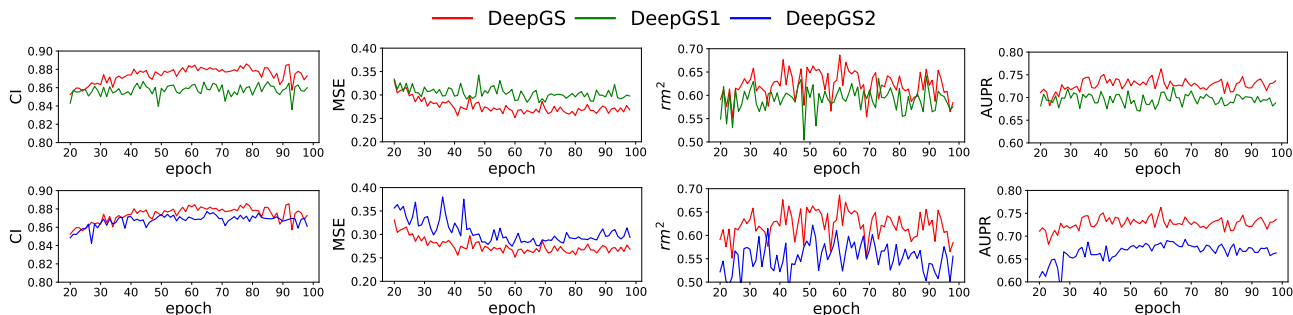 DeepGS DeepGS1 DeepGS2
0.90 0.88 0.86 0.84 0.82 0.80
CI
20 30 40 50 60 70 80 90 100
epoch
0.40 0.35 0.30 0.25 0.20
MSE
20 30 40 50 60 70 80 90 100
epoch
0.70 0.65 0.60 0.55 0.50
rm²
20 30 40 50 60 70 80 90 100
epoch
0.80 0.75 0.70 0.65 0.60
AUPR
20 30 40 50 60 70 80 90 100
epoch
0.90 0.88 0.86 0.84 0.82 0.80
CI
20 30 40 50 60 70 80 90 100
epoch
0.40 0.35 0.30 0.25 0.20
MSE
20 30 40 50 60 70 80 90 100
epoch
0.70 0.65 0.60 0.55 0.50
rm²
20 30 40 50 60 70 80 90 100
epoch
0.80 0.75 0.70 0.65 0.60
AUPR
20 30 40 50 60 70 80 90 100
epoch